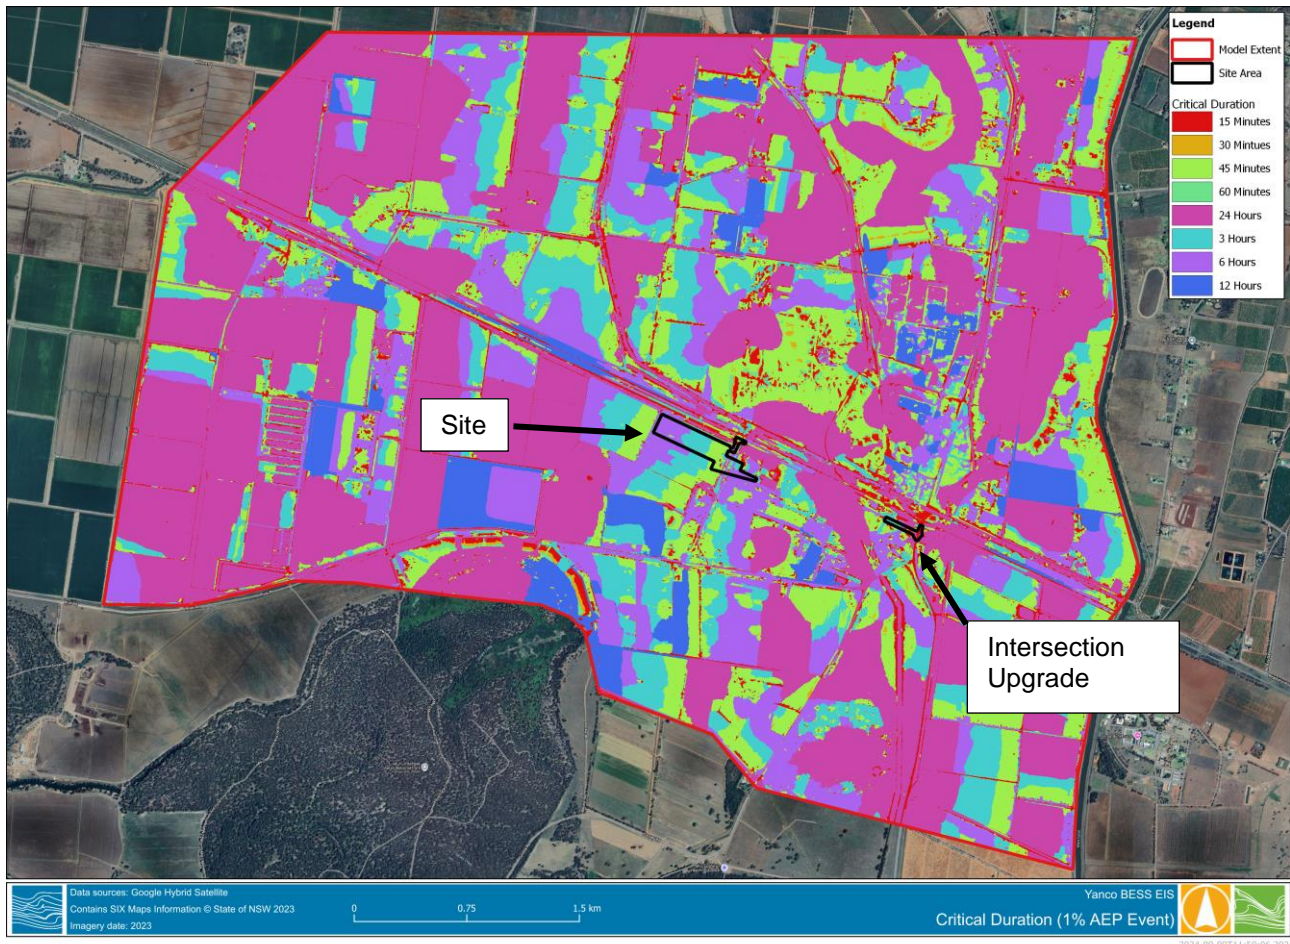 Legend
Model Extent
Site Area
Critical Duration
15 Minutes
30 Mintues
45 Minutes
60 Minutes
24 Hours
3 Hours
6 Hours
12 Hours
Site
Intersection
Upgrade
Data sources: Google Hybrid Satellite
Contains SIX Maps Information © State of NSW 2023
Imagery date: 2023
0 0.75 1.5 km
Yanco BESS EIS
Critical Duration (1% AEP Event)